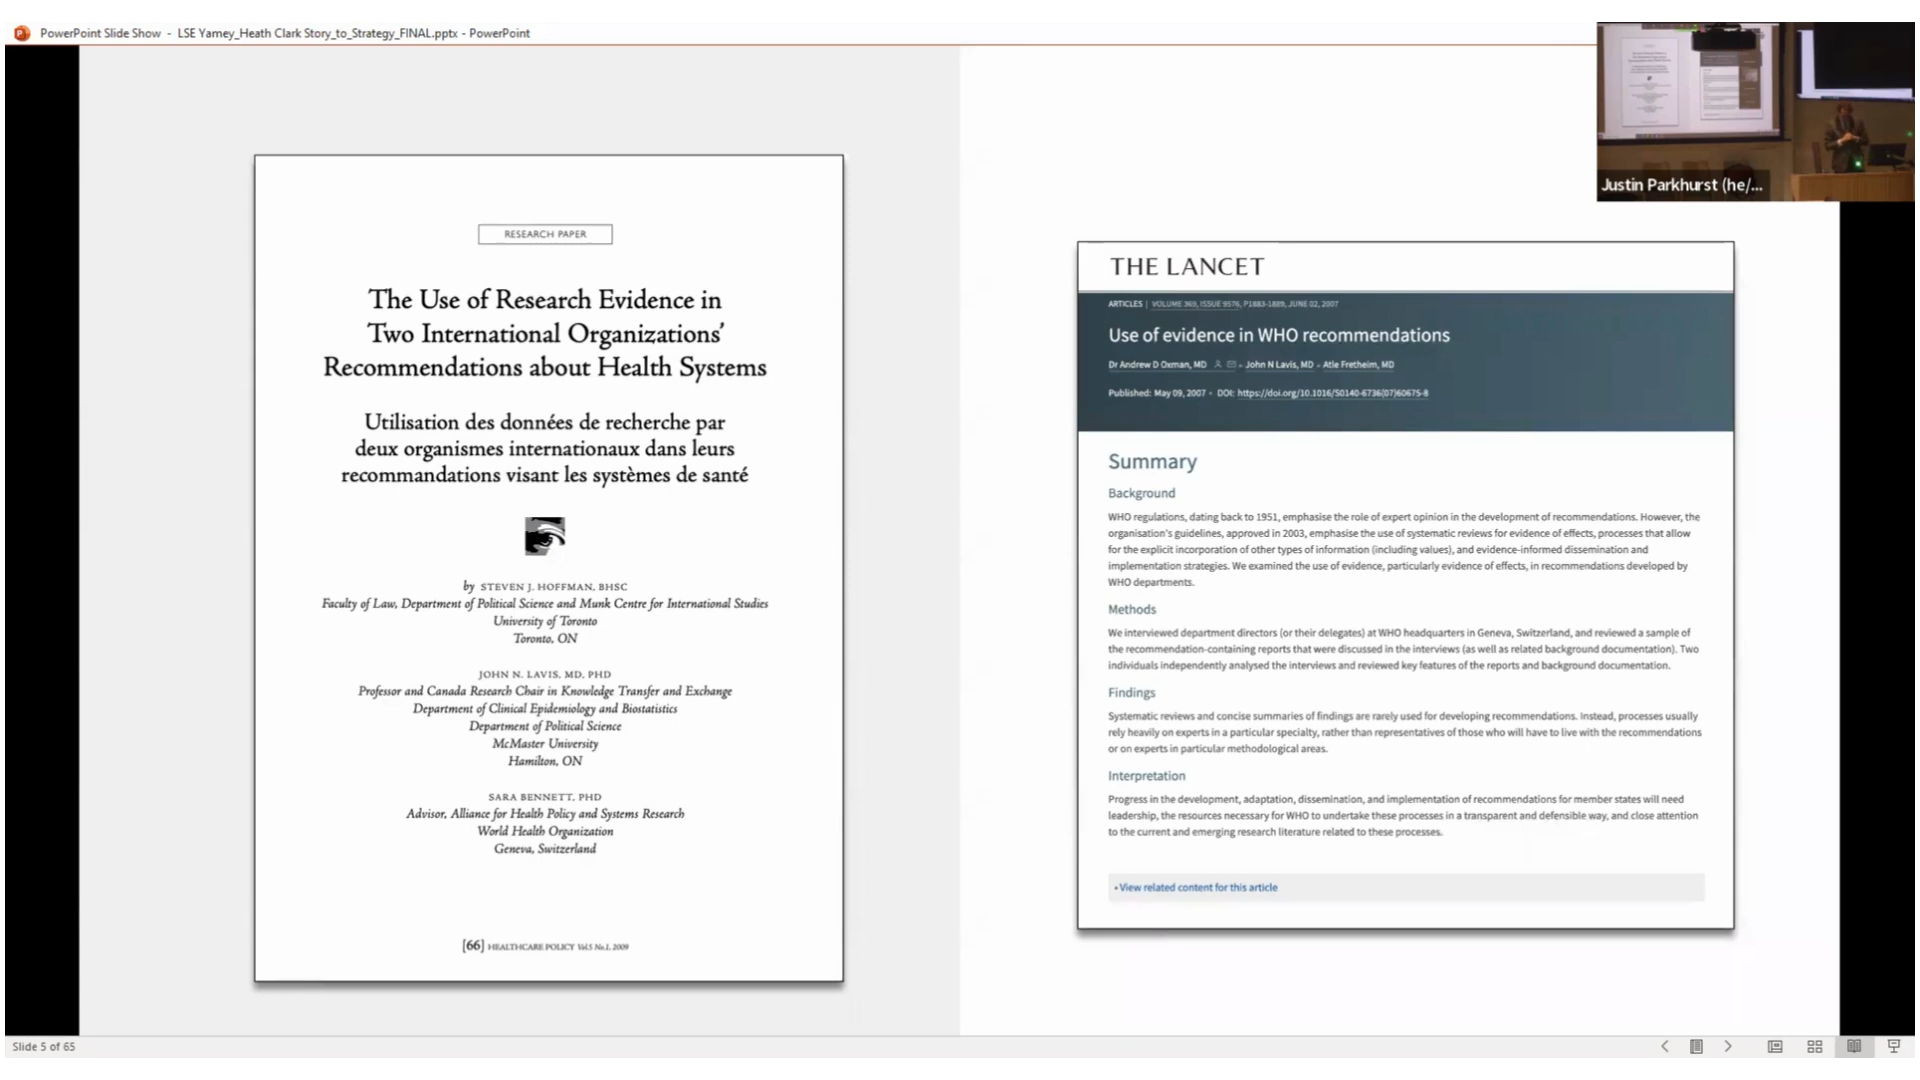 PowerPoint Slide Show - LSE Yamey_Heath Clark Story_to_Strategy_FINAL.pptx - PowerPoint
Justin Parkhurst (he/...
RESEARCH PAPER
The Use of Research Evidence in
Two International Organizations’
Recommendations about Health Systems
Utilisation des données de recherche par
deux organismes internationaux dans leurs
recommandations visant les systèmes de santé
by STEVEN J. HOFFMAN, BHSC
Faculty of Law, Department of Political Science and Munk Centre for International Studies
University of Toronto
Toronto, ON
JOHN N. LAVIS, MD, PHD
Professor and Canada Research Chair in Knowledge Transfer and Exchange
Department of Clinical Epidemiology and Biostatistics
Department of Political Science
McMaster University
Hamilton, ON
SARA BENNETT, PHD
Advisor, Alliance for Health Policy and Systems Research
World Health Organization
Geneva, Switzerland
[66] HEALTHCARE POLICY Vol.5 No.1, 2009
THE LANCET
ARTICLES | VOLUME 369, ISSUE 9576, P1883-1889, JUNE 02, 2007
Use of evidence in WHO recommendations
Dr Andrew D Oxman, MD • John N Lavis, MD • Atle Fretheim, MD
Published: May 09, 2007 • DOI: https://doi.org/10.1016/S0140-6736(07)60675-8
Summary
Background
WHO regulations, dating back to 1951, emphasise the role of expert opinion in the development of recommendations. However, the
organisation's guidelines, approved in 2003, emphasise the use of systematic reviews for evidence of effects, processes that allow
for the explicit incorporation of other types of information (including values), and evidence-informed dissemination and
implementation strategies. We examined the use of evidence, particularly evidence of effects, in recommendations developed by
WHO departments.
Methods
We interviewed department directors (or their delegates) at WHO headquarters in Geneva, Switzerland, and reviewed a sample of
the recommendation-containing reports that were discussed in the interviews (as well as related background documentation). Two
individuals independently analysed the interviews and reviewed key features of the reports and background documentation.
Findings
Systematic reviews and concise summaries of findings are rarely used for developing recommendations. Instead, processes usually
rely heavily on experts in a particular specialty, rather than representatives of those who will have to live with the recommendations
or on experts in particular methodological areas.
Interpretation
Progress in the development, adaptation, dissemination, and implementation of recommendations for member states will need
leadership, the resources necessary for WHO to undertake these processes in a transparent and defensible way, and close attention
to the current and emerging research literature related to these processes.
• View related content for this article
Slide 5 of 65